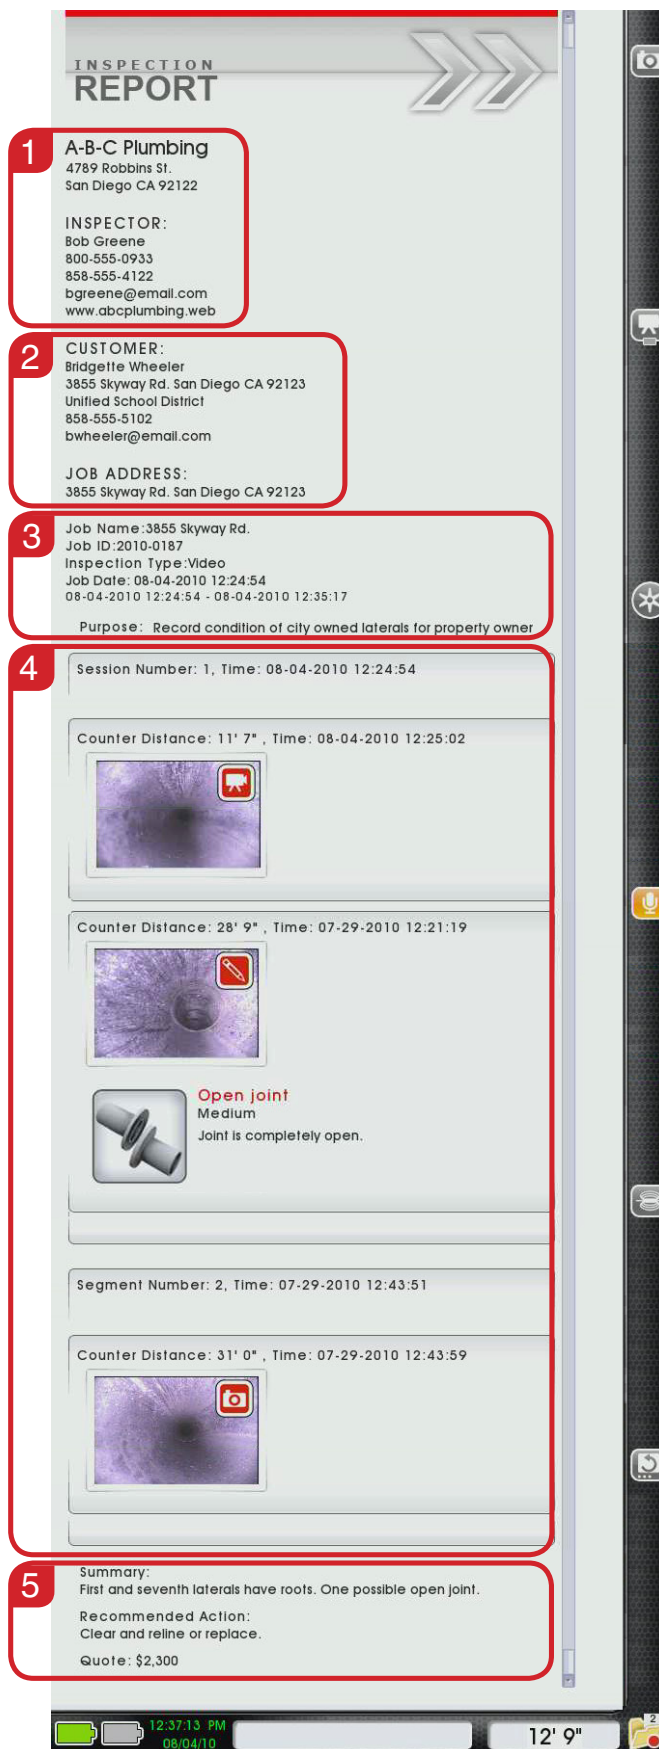 INSPECTION
REPORT
1
A-B-C Plumbing
4789 Robbins St.
San Diego CA 92122
INSPECTOR:
Bob Greene
800-555-0933
858-555-4122
bgreene@email.com
www.abcplumbing.web
2
CUSTOMER:
Bridgette Wheeler
3855 Skyway Rd. San Diego CA 92123
Unified School District
858-555-5102
bwheeler@email.com
JOB ADDRESS:
3855 Skyway Rd. San Diego CA 92123
3
Job Name:3855 Skyway Rd.
Job ID:2010-0187
Inspection Type:Video
Job Date: 08-04-2010 12:24:54
08-04-2010 12:24:54 - 08-04-2010 12:35:17
Purpose: Record condition of city owned laterals for property owner
4
Session Number: 1, Time: 08-04-2010 12:24:54
Counter Distance: 11' 7" , Time: 08-04-2010 12:25:02
Counter Distance: 28' 9" , Time: 07-29-2010 12:21:19
Open joint
Medium
Joint is completely open.
Segment Number: 2, Time: 07-29-2010 12:43:51
Counter Distance: 31' 0" , Time: 07-29-2010 12:43:59
5
Summary:
First and seventh laterals have roots. One possible open joint.
Recommended Action:
Clear and reline or replace.
Quote: $2,300
12:37:13 PM
08/04/10
12' 9"
2